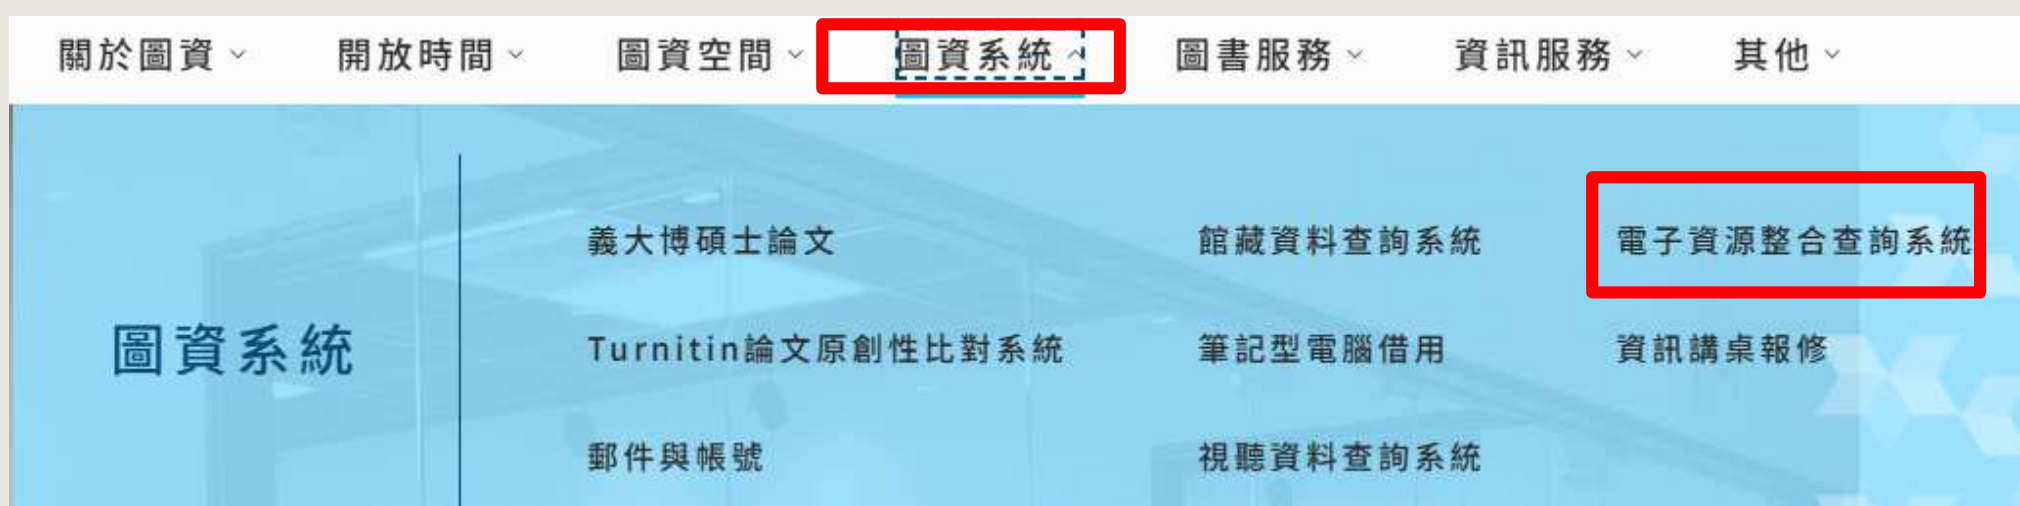 關於圖資 開放時間 圖資空間 圖資系統 圖書服務 資訊服務 其他
義大博碩士論文 館藏資料查詢系統 電子資源整合查詢系統
圖資系統 Turnitin論文原創性比對系統 筆記型電腦借用 資訊講桌報修
郵件與帳號 視聽資料查詢系統